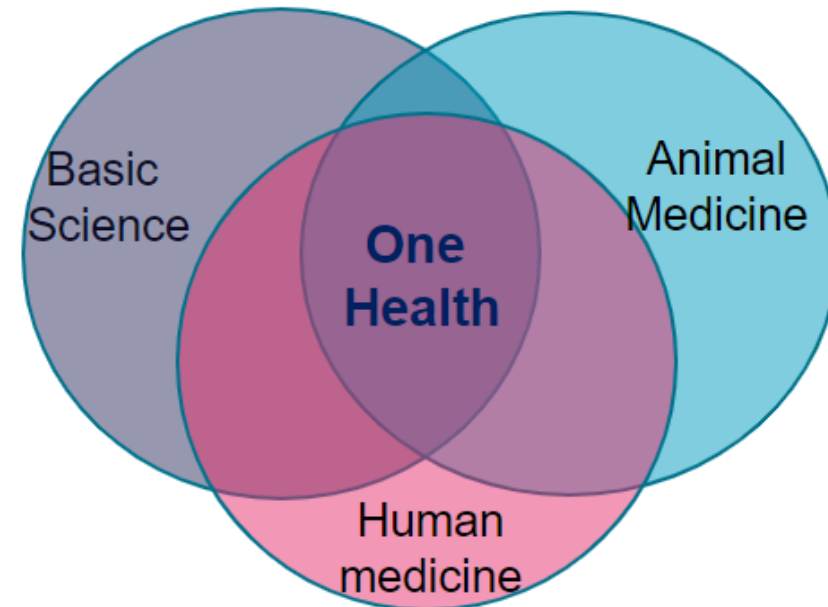 Basic
Science
Animal
Medicine
One
Health
Human
medicine